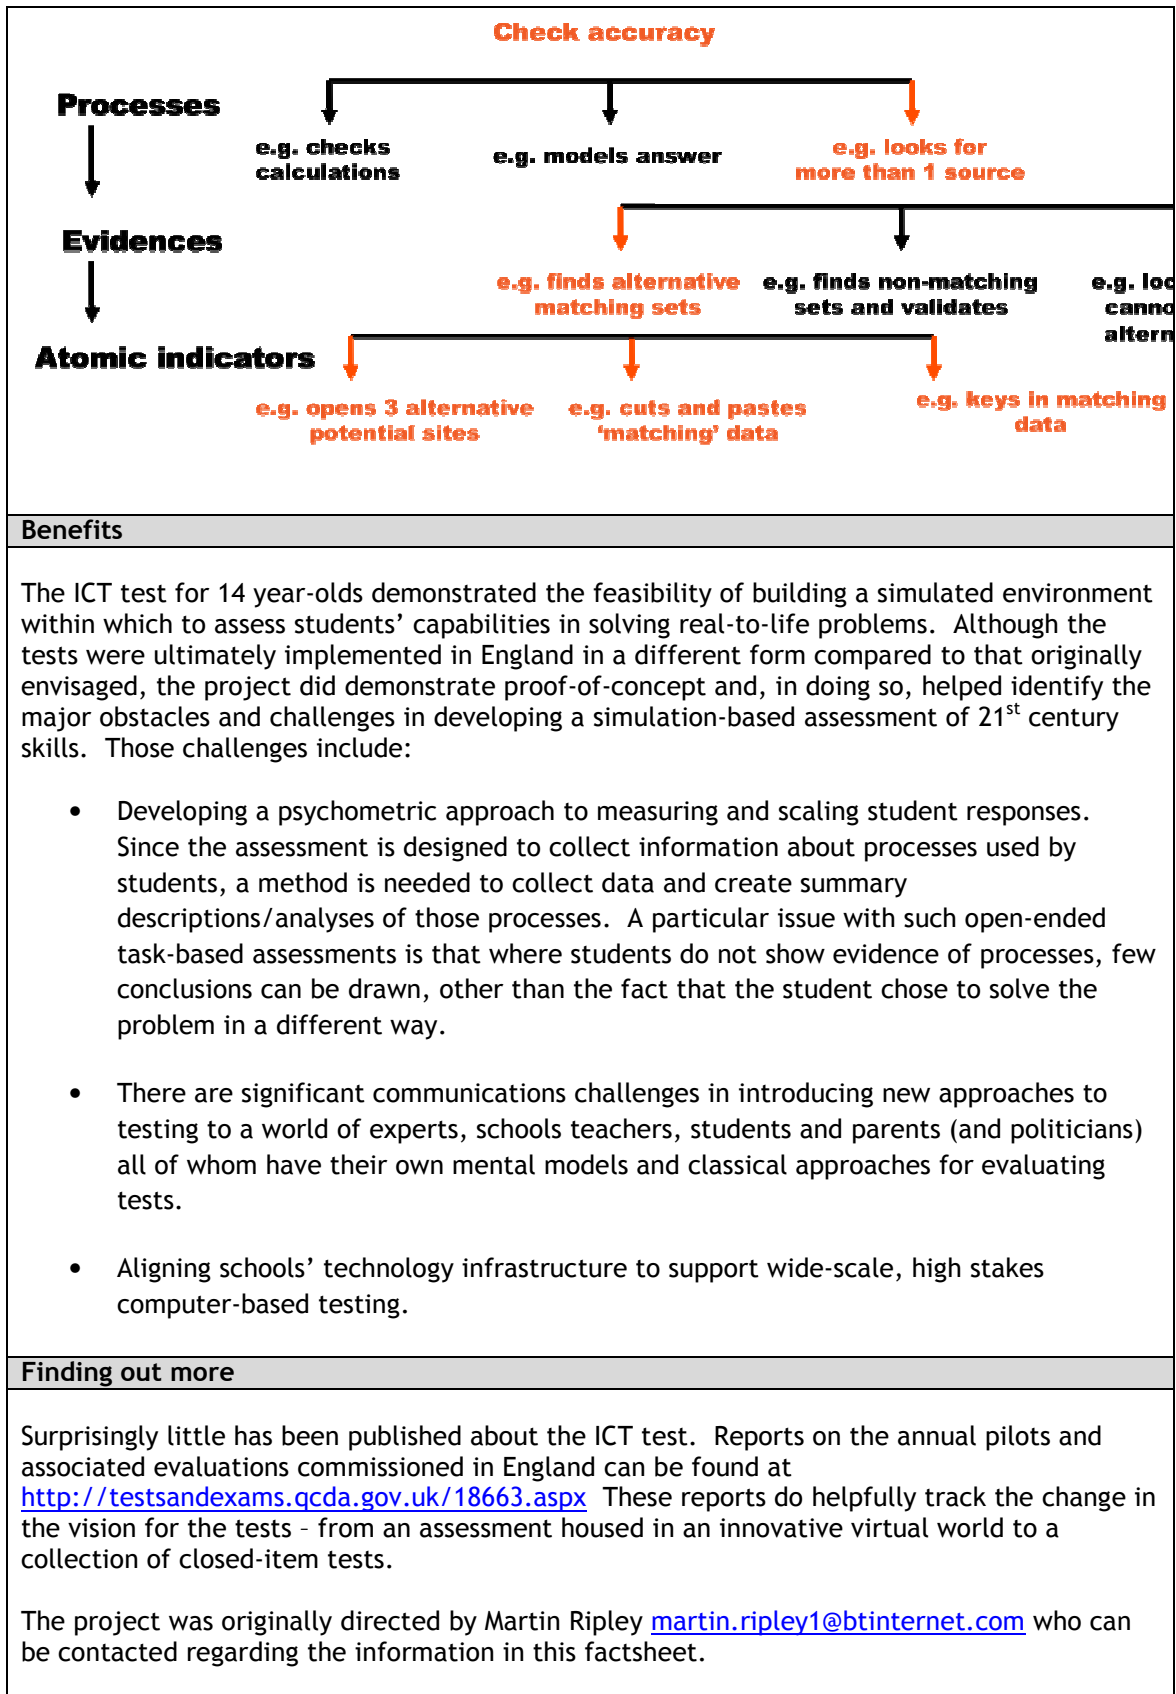 Check accuracy
Processes
e.g. checks
calculations
e.g. models answer
e.g. looks for
more than 1 source
Evidences
e.g. finds alternative
matching sets
e.g. finds non-matching
sets and validates
e.g.
Atomic indicators
e.g. opens 3 alternative
potential sites
e.g. cuts and pastes
‘matching’ data
e.g. keys in matching
data
Benefits
The ICT test for 14 year-olds demonstrated the feasibility of building a simulated environment
within which to assess students’ capabilities in solving real-to-life problems.  Although the
tests were ultimately implemented in England in a different form compared to that originally
envisaged, the project did demonstrate proof-of-concept and, in doing so, helped identify the
major obstacles and challenges in developing a simulation-based assessment of 21st century
skills.  Those challenges include:
• Developing a psychometric approach to measuring and scaling student responses.
Since the assessment is designed to collect information about processes used by
students, a method is needed to collect data and create summary
descriptions/analyses of those processes.  A particular issue with such open-ended
task-based assessments is that where students do not show evidence of processes, few
conclusions can be drawn, other than the fact that the student chose to solve the
problem in a different way.
• There are significant communications challenges in introducing new approaches to
testing to a world of experts, schools teachers, students and parents (and politicians)
all of whom have their own mental models and classical approaches for evaluating
tests.
• Aligning schools’ technology infrastructure to support wide-scale, high stakes
computer-based testing.
Finding out more
Surprisingly little has been published about the ICT test.  Reports on the annual pilots and
associated evaluations commissioned in England can be found at
http://testsandexams.qcda.gov.uk/18663.aspx  These reports do helpfully track the change in
the vision for the tests – from an assessment housed in an innovative virtual world to a
collection of closed-item tests.
The project was originally directed by Martin Ripley martin.ripley1@btinternet.com who can
be contacted regarding the information in this factsheet.